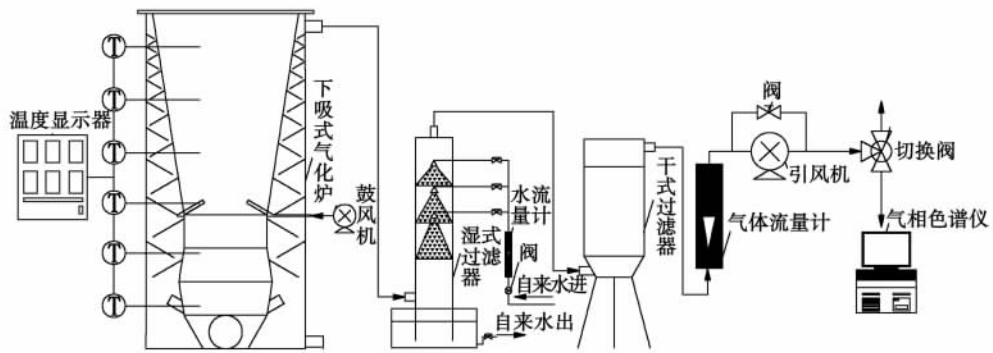 T
T
T
T
T
T
温度显示器
下吸式气化炉
鼓风机
湿式过滤器
水流量计
阀
自来水进
自来水出
干式过滤器
气体流量计
阀
引风机
切换阀
气相色谱仪